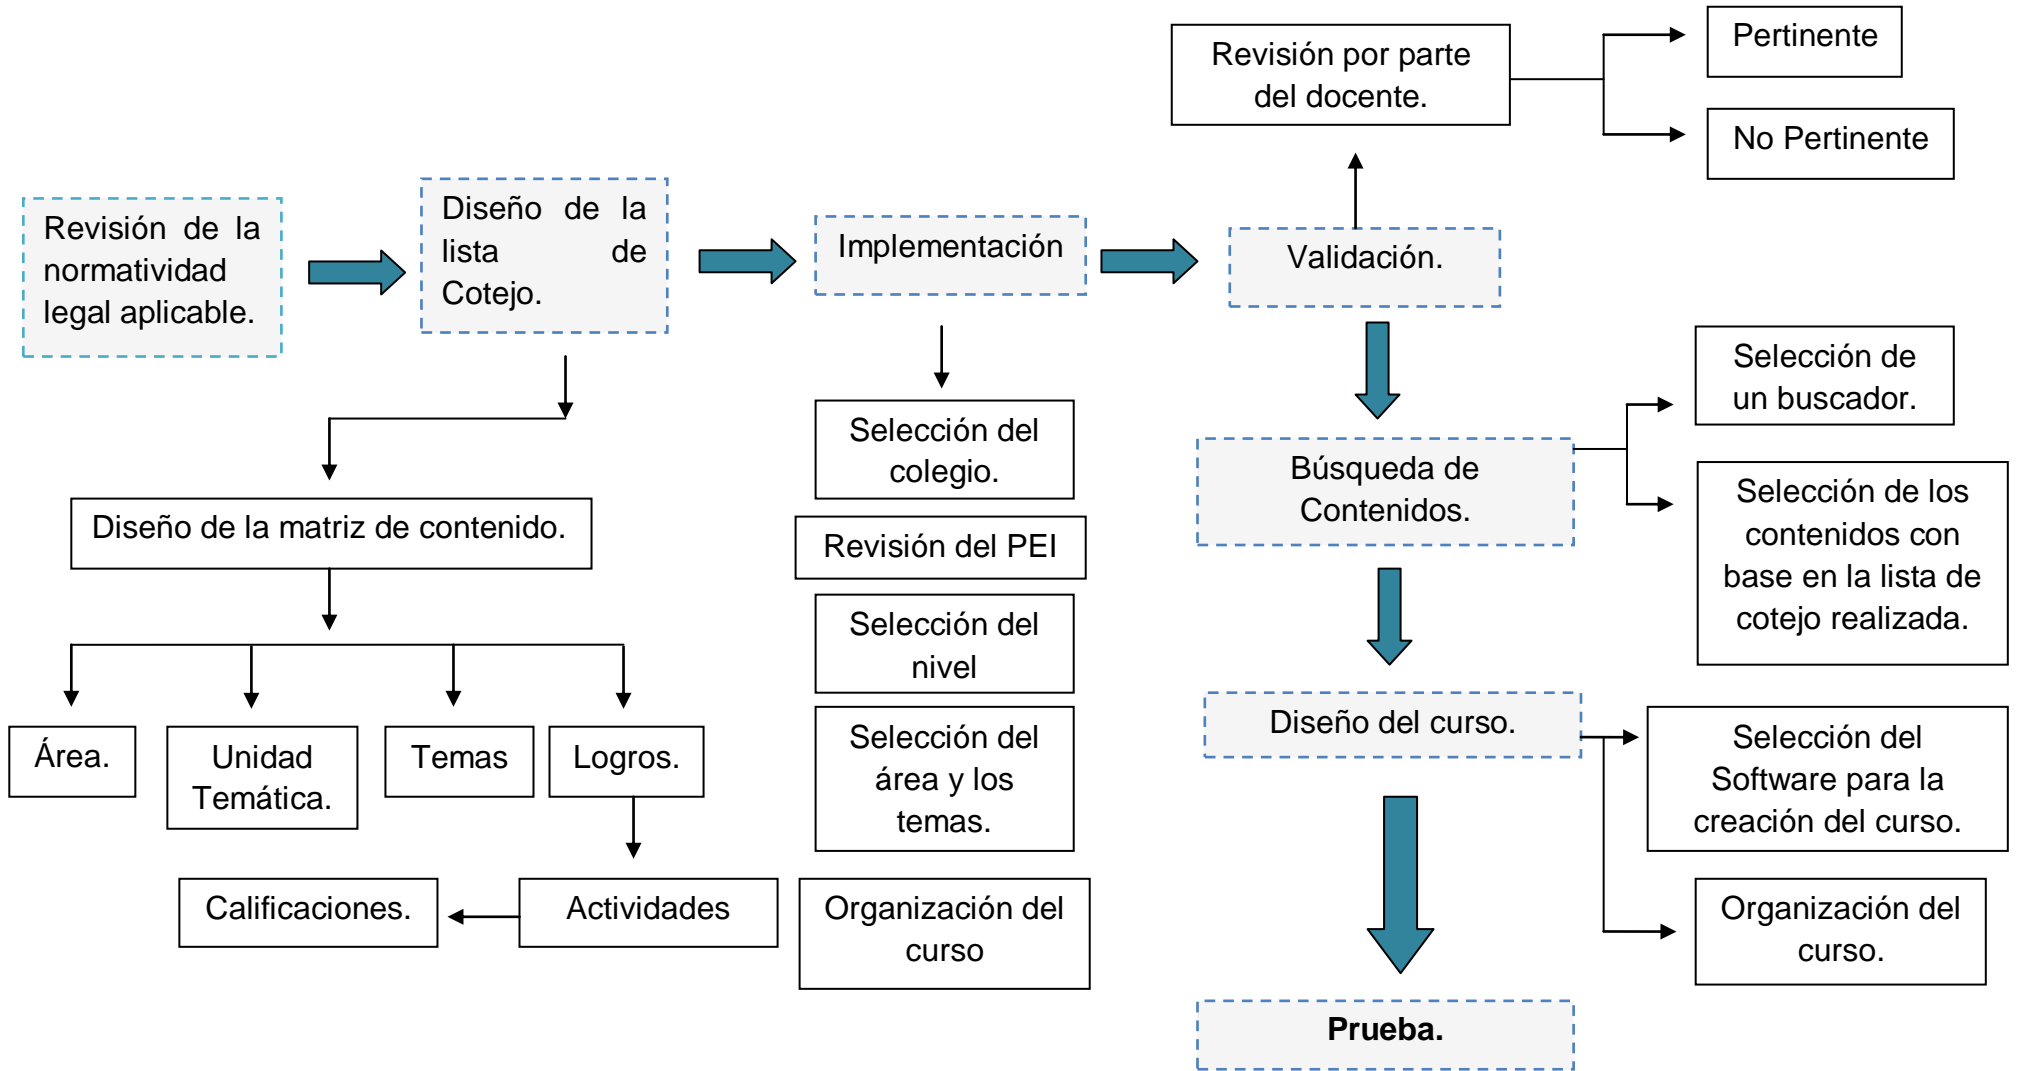 Revisión de la
normatividad
legal aplicable.
Diseño de la
lista de
Cotejo.
Implementación
Validación.
Revisión por parte
del docente.
Pertinente
No Pertinente
Diseño de la matriz de contenido.
Área.
Unidad
Temática.
Temas
Logros.
Actividades
Calificaciones.
Selección del
colegio.
Revisión del PEI
Selección del
nivel
Selección del
área y los
temas.
Organización del
curso
Búsqueda de
Contenidos.
Selección de
un buscador.
Selección de los
contenidos con
base en la lista de
cotejo realizada.
Diseño del curso.
Selección del
Software para la
creación del curso.
Organización del
curso.
Prueba.